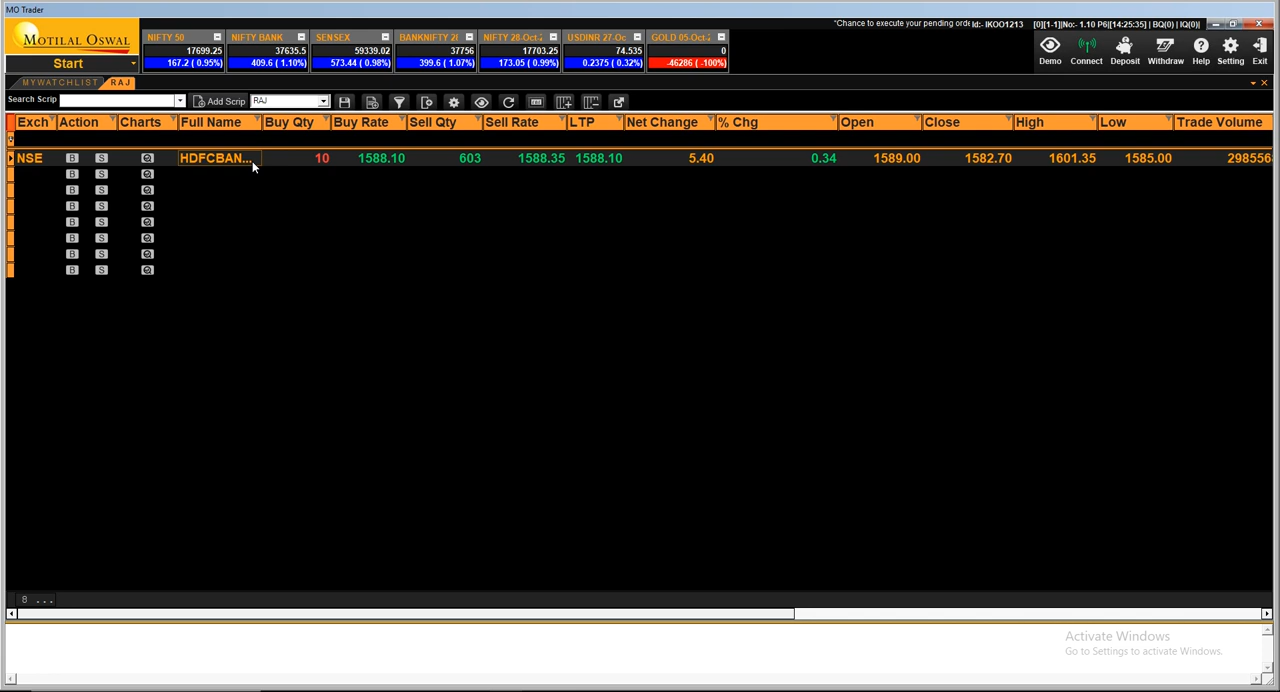 MO Trader
MOTILAL OSWAL
Start
NIFTY 50
17699.25
167.2 ( 0.95%)
NIFTY BANK
37635.5
409.6 ( 1.10%)
SENSEX
59339.02
573.44 ( 0.98%)
BANKNIFTY 2
37756
399.6 ( 1.07%)
NIFTY 28-Oct-
17703.25
173.05 ( 0.99%)
USDINR 27-Oc
74.535
0.2375 ( 0.32%)
GOLD 05-Oct-
0
-46286 ( -100%)
"Chance to execute your pending orde Id:- IKOO1213 [0][1-1]|No:- 1.10 P6|[14:25:35] | BQ(0) | IQ(0)|
Demo Connect Deposit Withdraw Help Setting Exit
MYWATCHLIST RAJ
Search Scrip Add Scrip RAJ
Exch Action Charts Full Name Buy Qty Buy Rate Sell Qty Sell Rate LTP Net Change % Chg Open Close High Low Trade Volume
NSE B S HDFCBAN... 10 1588.10 603 1588.35 1588.10 5.40 0.34 1589.00 1582.70 1601.35 1585.00 298556
B S
B S
B S
B S
B S
B S
B S
8 ...
Activate Windows
Go to Settings to activate Windows.